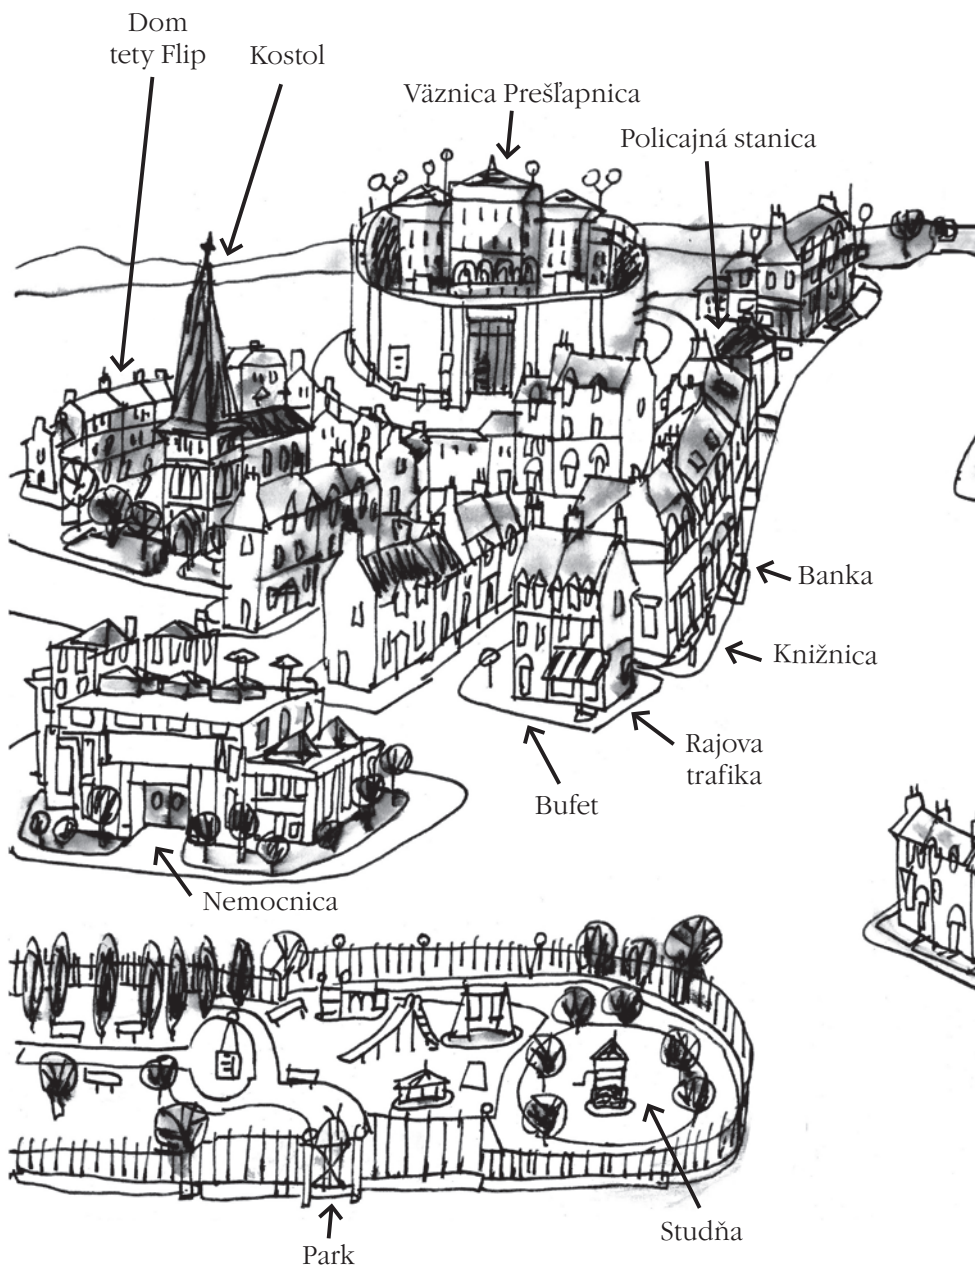 Dom
tety Flip
Kostol
Väznica Prešľapnica
Policajná stanica
Banka
Knižnica
Rajova
trafika
Bufet
Nemocnica
Studňa
Park